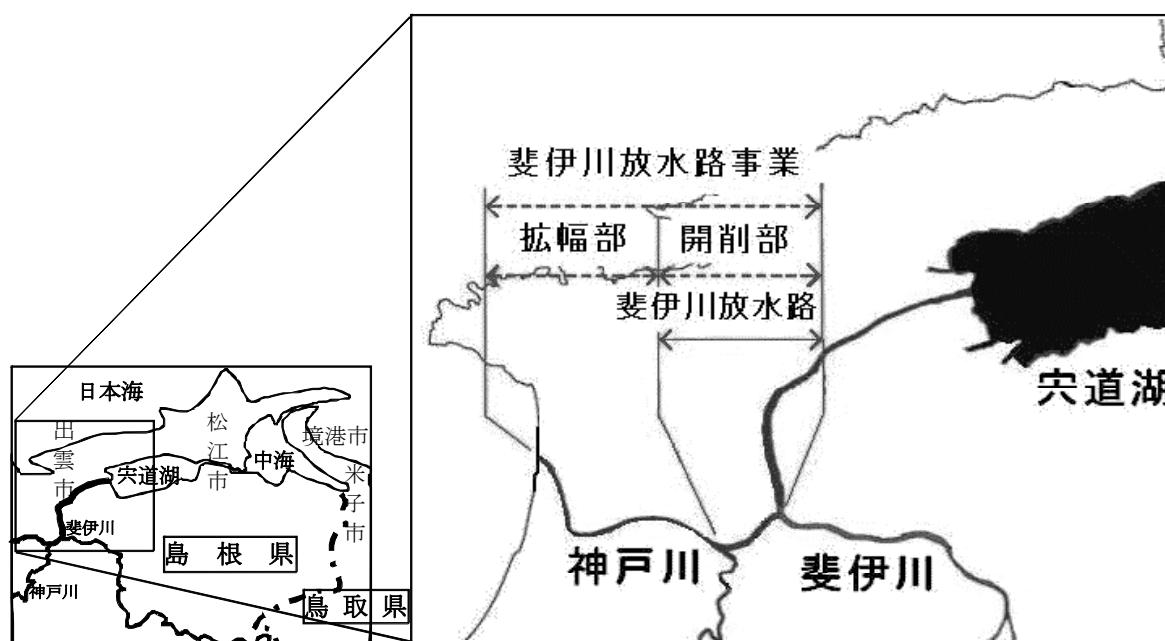 斐伊川放水路事業
拡幅部
開削部
斐伊川放水路
宍道湖
神戸川
斐伊川
日本海
出雲市
松江市
境港市
米子市
宍道湖
中海
斐伊川
神戸川
島根県
鳥取県